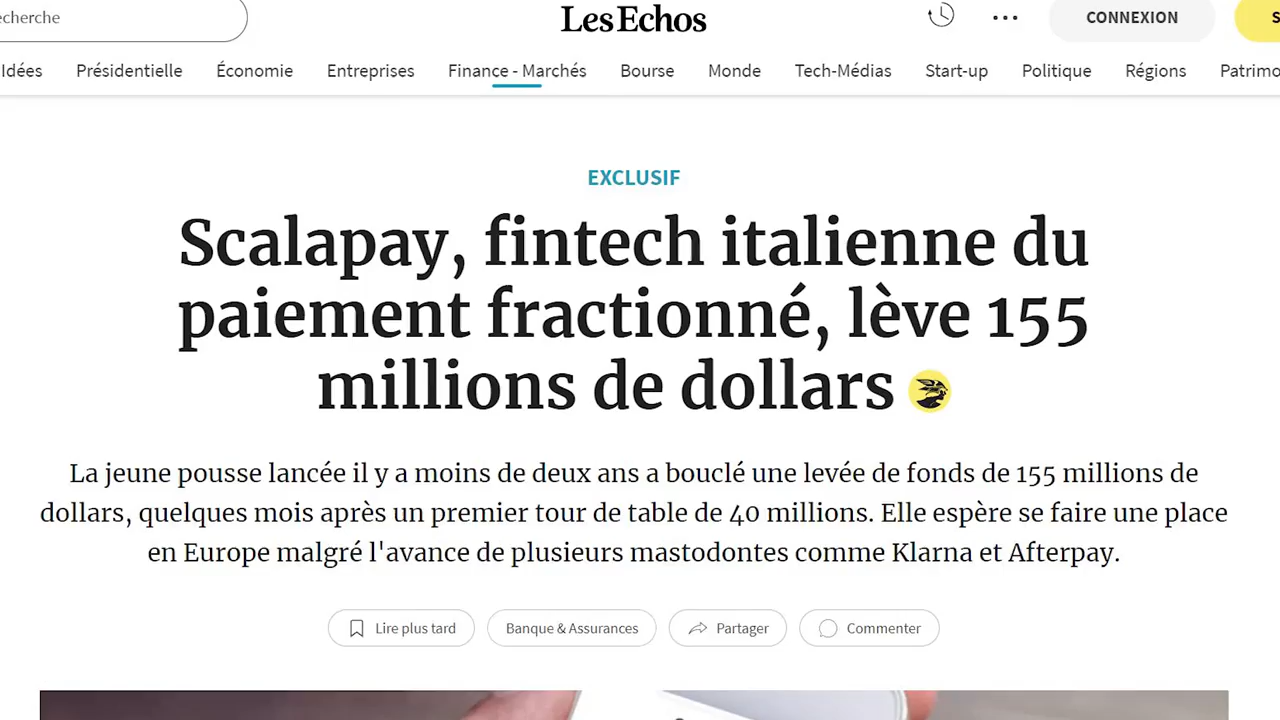 echerche
Les Echos
CONNEXION
S
Idées Présidentielle Économie Entreprises Finance - Marchés Bourse Monde Tech-Médias Start-up Politique Régions Patrimo
EXCLUSIF
Scalapay, fintech italienne du
paiement fractionné, lève 155
millions de dollars
La jeune pousse lancée il y a moins de deux ans a bouclé une levée de fonds de 155 millions de
dollars, quelques mois après un premier tour de table de 40 millions. Elle espère se faire une place
en Europe malgré l'avance de plusieurs mastodontes comme Klarna et Afterpay.
Lire plus tard Banque & Assurances Partager Commenter